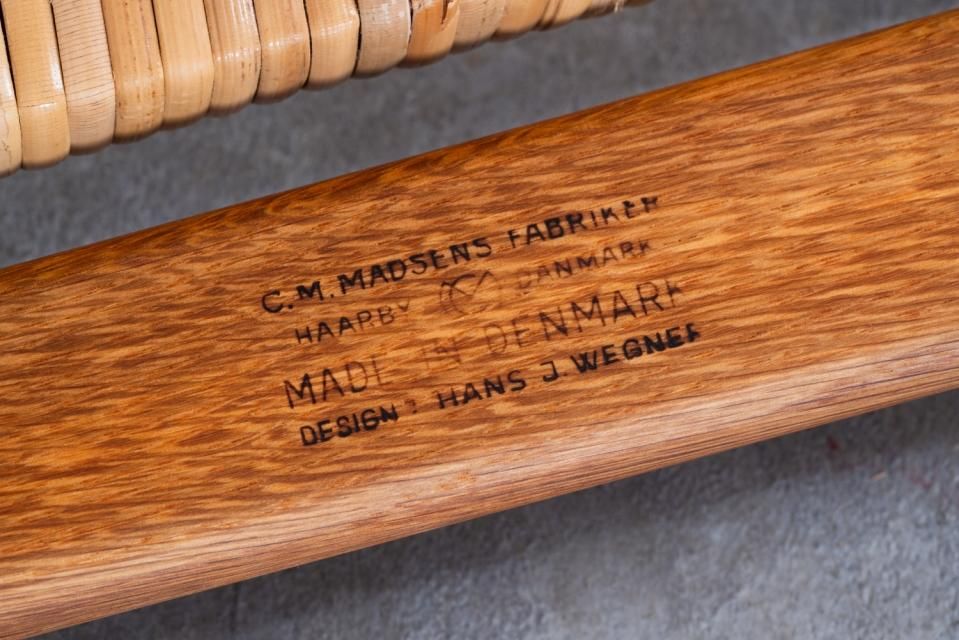 C.M. MADSENS FABRIKER
HAARBY DANMARK
MADE IN DENMARK
DESIGN: HANS J WEGNER